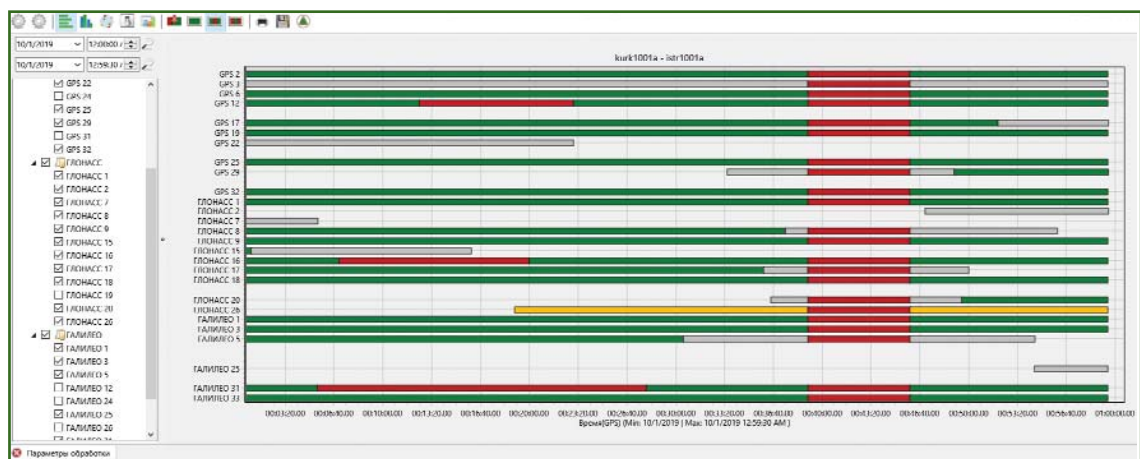 10/1/2019 12:00:00 /
10/1/2019 12:59:30 /
GPS 22
GPS 24
GPS 25
GPS 29
GPS 31
GPS 32
ГЛОНАСС
ГЛОНАСС 1
ГЛОНАСС 2
ГЛОНАСС 7
ГЛОНАСС 8
ГЛОНАСС 9
ГЛОНАСС 15
ГЛОНАСС 16
ГЛОНАСС 17
ГЛОНАСС 18
ГЛОНАСС 19
ГЛОНАСС 20
ГЛОНАСС 26
ГАЛИЛЕО
ГАЛИЛЕО 1
ГАЛИЛЕО 3
ГАЛИЛЕО 5
ГАЛИЛЕО 12
ГАЛИЛЕО 24
ГАЛИЛЕО 25
ГАЛИЛЕО 26
kurk1001a - istr1001a
GPS 2
GPS 3
GPS 6
GPS 12
GPS 17
GPS 19
GPS 22
GPS 25
GPS 29
GPS 32
ГЛОНАСС 1
ГЛОНАСС 2
ГЛОНАСС 7
ГЛОНАСС 8
ГЛОНАСС 9
ГЛОНАСС 15
ГЛОНАСС 16
ГЛОНАСС 17
ГЛОНАСС 18
ГЛОНАСС 20
ГЛОНАСС 26
ГАЛИЛЕО 1
ГАЛИЛЕО 3
ГАЛИЛЕО 5
ГАЛИЛЕО 25
ГАЛИЛЕО 31
ГАЛИЛЕО 33
00:03:20.00 00:06:40.00 00:10:00.00 00:13:20.00 00:16:40.00 00:20:00.00 00:23:20.00 00:26:40.00 00:30:00.00 00:33:20.00 00:36:40.00 00:40:00.00 00:43:20.00 00:46:40.00 00:50:00.00 00:53:20.00 00:56:40.00 01:00:00.00
Время(GPS) (Min: 10/1/2019 | Max: 10/1/2019 12:59:30 AM )
Параметры обработки